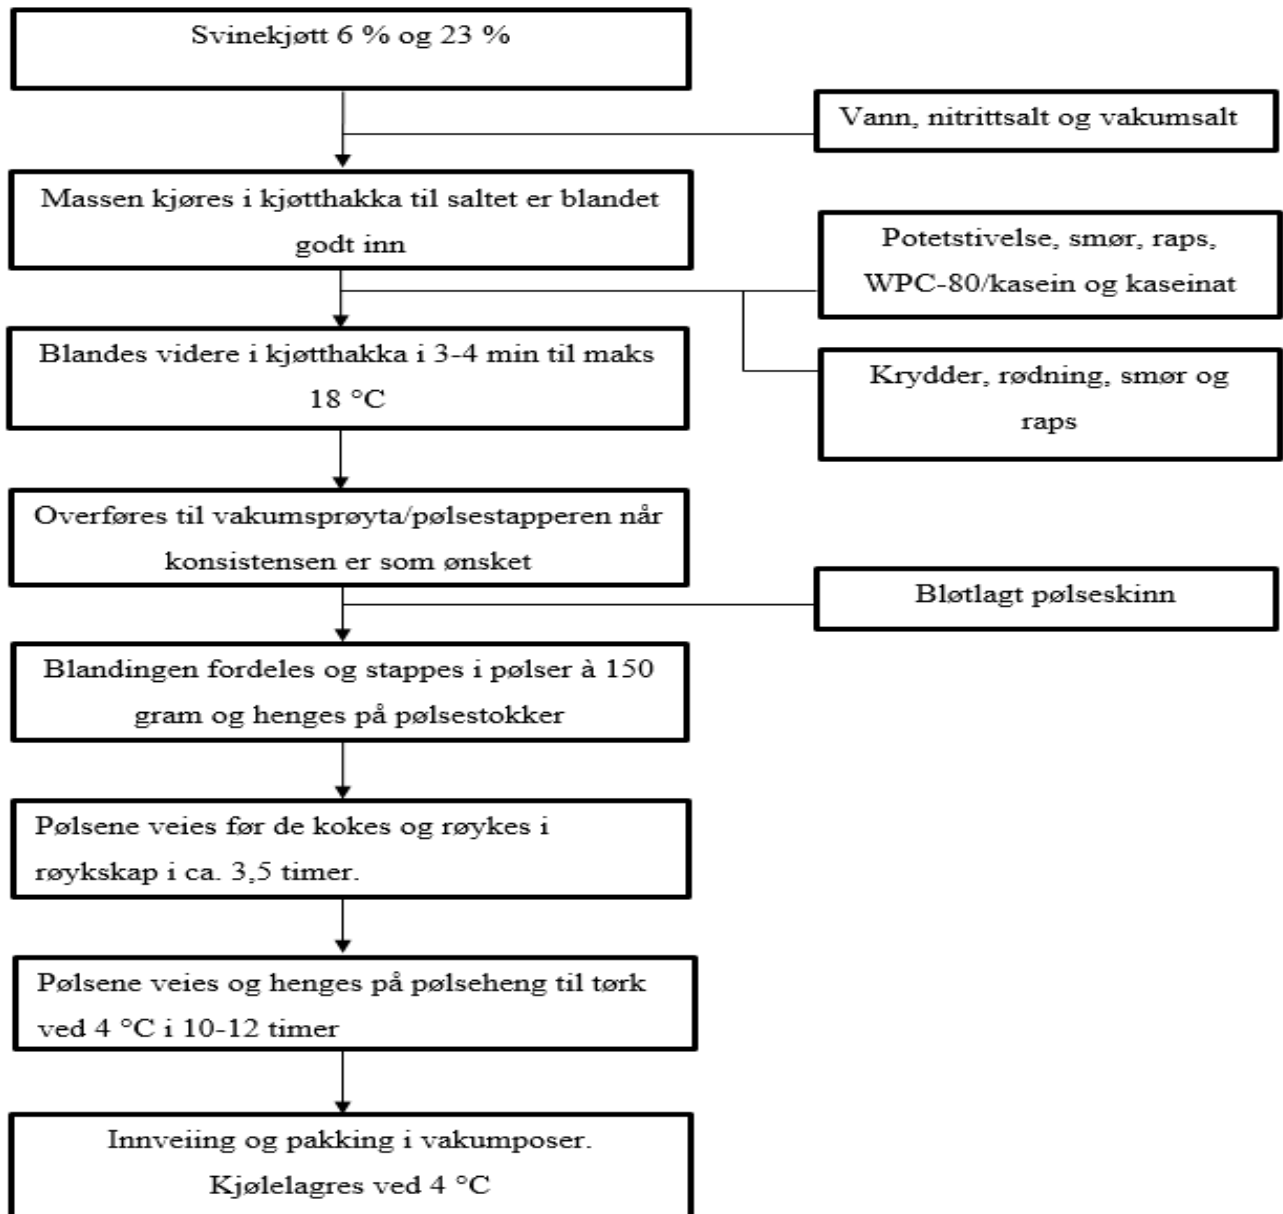 Svinekjøtt 6 % og 23 %
Vann, nitrittsalt og vakumsalt
Massen kjøres i kjøtthakka til saltet er blandet
godt inn
Potetstivelse, smør, raps,
WPC-80/kasein og kaseinat
Krydder, rødning, smør og
raps
Blandes videre i kjøtthakka i 3-4 min til maks
18 °C
Overføres til vakumsprøyta/pølsestapperen når
konsistensen er som ønsket
Bløtlagt pølseskinn
Blandingen fordeles og stappes i pølser à 150
gram og henges på pølsestokker
Pølsene veies før de kokes og røykes i
røykskap i ca. 3,5 timer.
Pølsene veies og henges på pølseheng til tørk
ved 4 °C i 10-12 timer
Innveiing og pakking i vakumposer.
Kjølelagres ved 4 °C